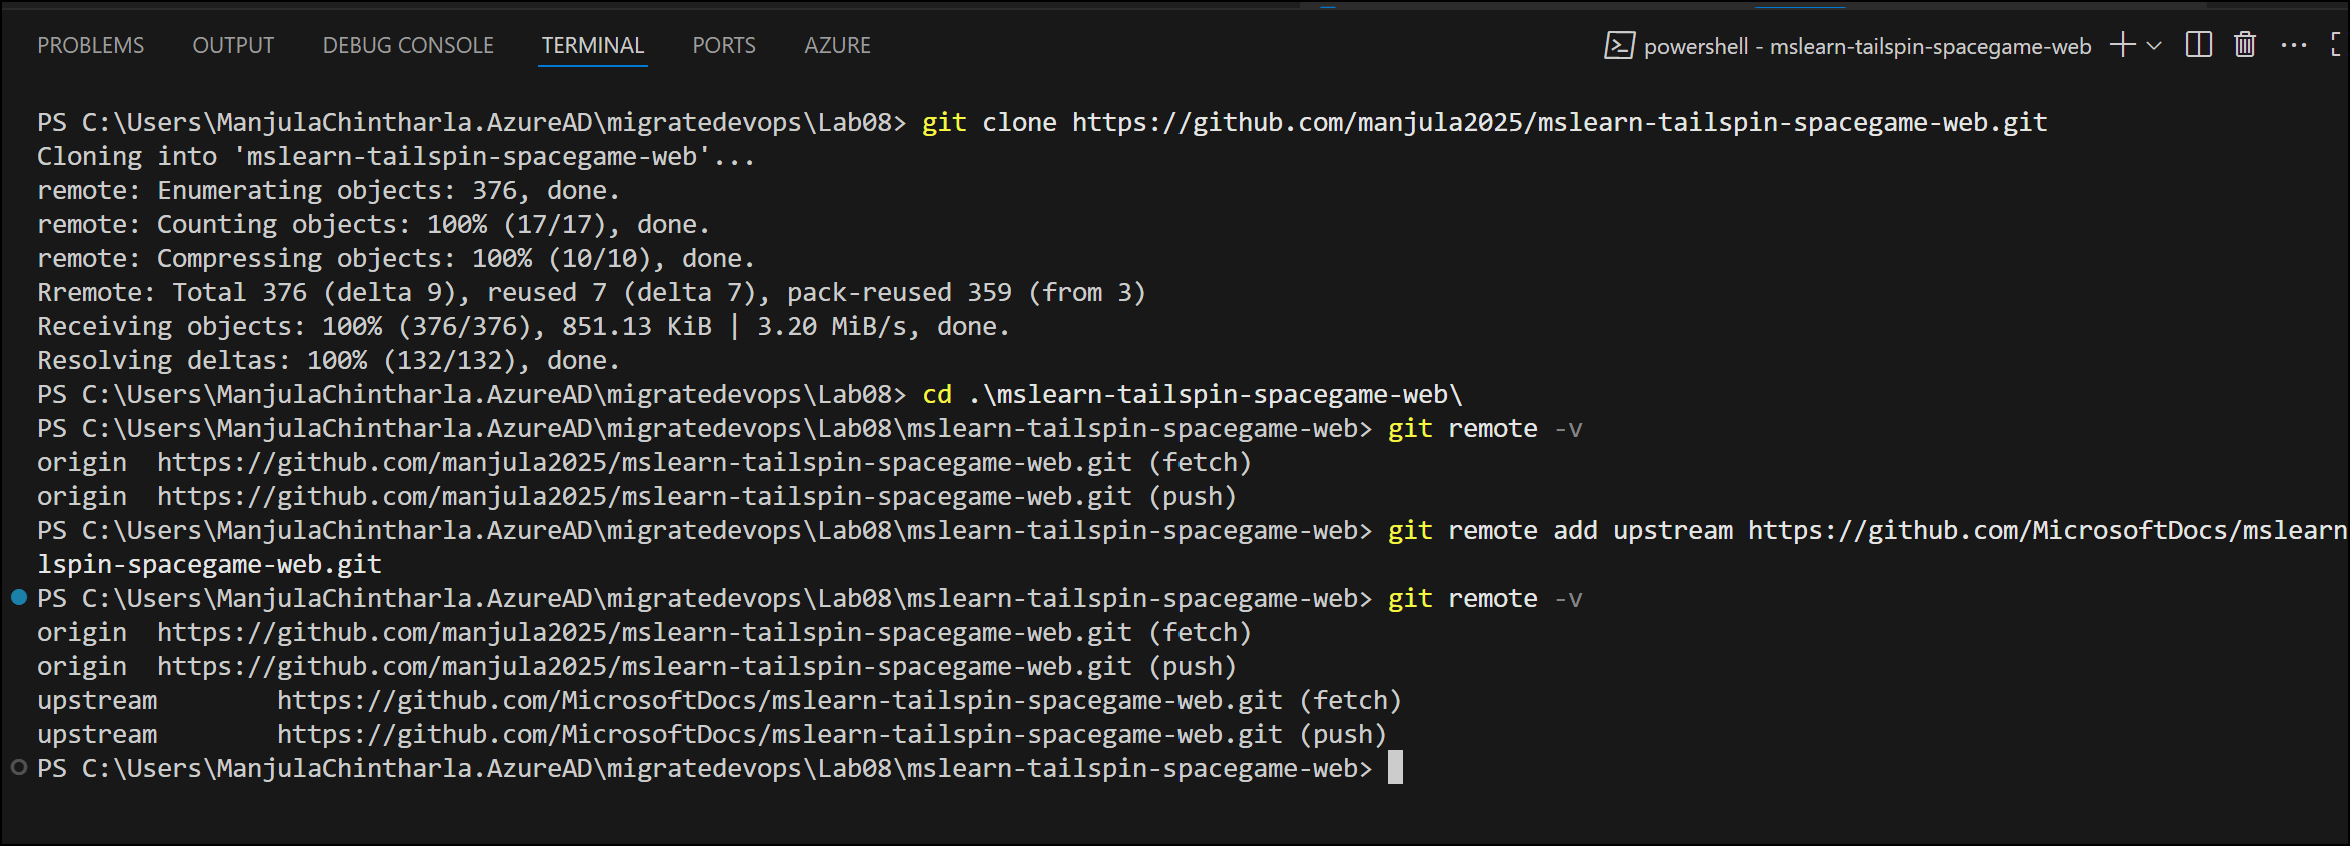 PROBLEMS OUTPUT DEBUG CONSOLE TERMINAL PORTS AZURE powershell - mslearn-tailspin-spacegame-web
PS C:\Users\ManjulaChintharla.AzureAD\migratedevops\Lab08> git clone https://github.com/manjula2025/mslearn-tailspin-spacegame-web.git
Cloning into 'mslearn-tailspin-spacegame-web'...
remote: Enumerating objects: 376, done.
remote: Counting objects: 100% (17/17), done.
remote: Compressing objects: 100% (10/10), done.
Rremote: Total 376 (delta 9), reused 7 (delta 7), pack-reused 359 (from 3)
Receiving objects: 100% (376/376), 851.13 KiB | 3.20 MiB/s, done.
Resolving deltas: 100% (132/132), done.
PS C:\Users\ManjulaChintharla.AzureAD\migratedevops\Lab08> cd .\mslearn-tailspin-spacegame-web\
PS C:\Users\ManjulaChintharla.AzureAD\migratedevops\Lab08\mslearn-tailspin-spacegame-web> git remote -v
origin  https://github.com/manjula2025/mslearn-tailspin-spacegame-web.git (fetch)
origin  https://github.com/manjula2025/mslearn-tailspin-spacegame-web.git (push)
PS C:\Users\ManjulaChintharla.AzureAD\migratedevops\Lab08\mslearn-tailspin-spacegame-web> git remote add upstream https://github.com/MicrosoftDocs/mslearn
lspin-spacegame-web.git
PS C:\Users\ManjulaChintharla.AzureAD\migratedevops\Lab08\mslearn-tailspin-spacegame-web> git remote -v
origin  https://github.com/manjula2025/mslearn-tailspin-spacegame-web.git (fetch)
origin  https://github.com/manjula2025/mslearn-tailspin-spacegame-web.git (push)
upstream        https://github.com/MicrosoftDocs/mslearn-tailspin-spacegame-web.git (fetch)
upstream        https://github.com/MicrosoftDocs/mslearn-tailspin-spacegame-web.git (push)
PS C:\Users\ManjulaChintharla.AzureAD\migratedevops\Lab08\mslearn-tailspin-spacegame-web>